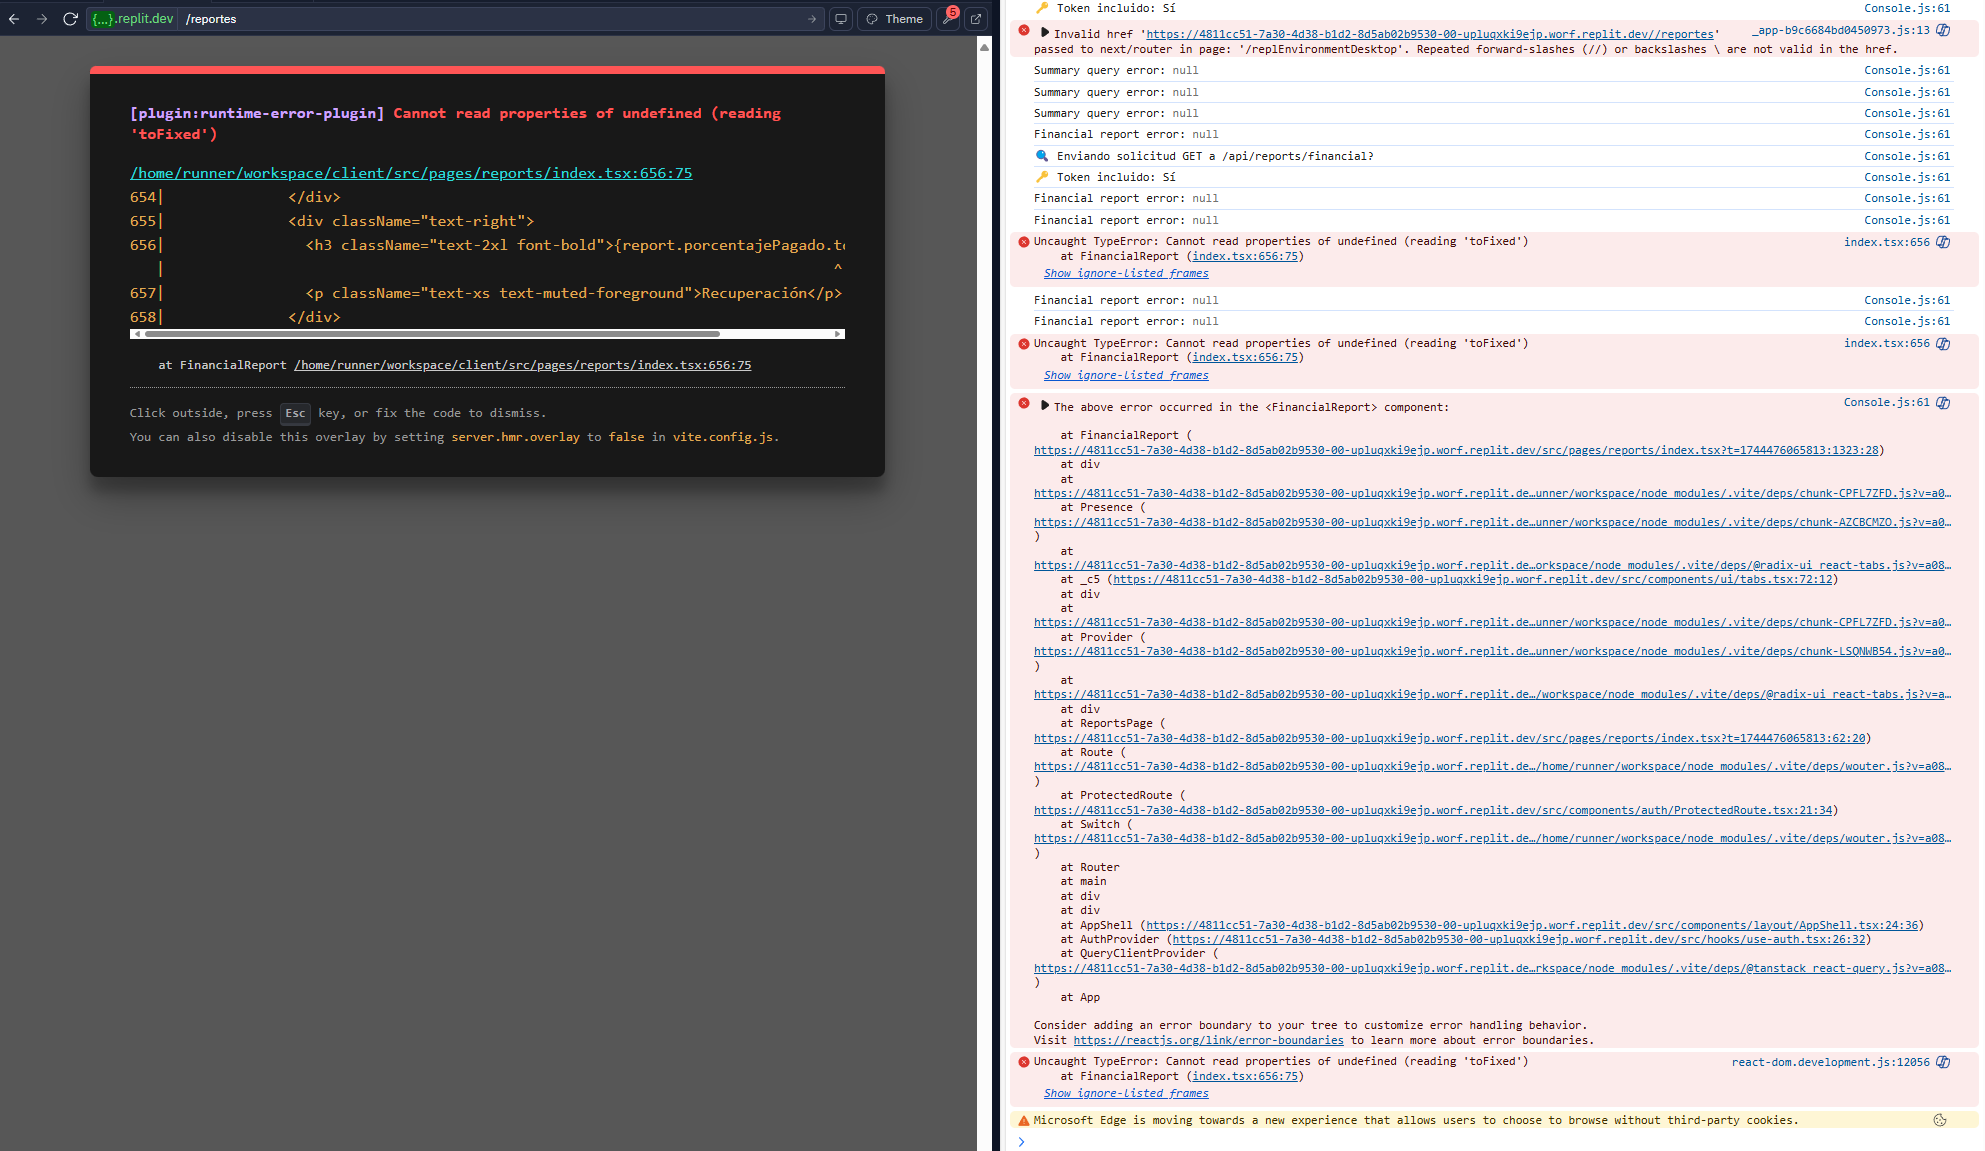 {...}.replit.dev /reportes Theme 5
[plugin:runtime-error-plugin] Cannot read properties of undefined (reading
'toFixed')
/home/runner/workspace/client/src/pages/reports/index.tsx:656:75
654| </div>
655| <div className="text-right">
656| <h3 className="text-2xl font-bold">{report.porcentajePagado.to
| ^
657| <p className="text-xs text-muted-foreground">Recuperación</p>
658| </div>
at FinancialReport /home/runner/workspace/client/src/pages/reports/index.tsx:656:75
Click outside, press Esc key, or fix the code to dismiss.
You can also disable this overlay by setting server.hmr.overlay to false in vite.config.js.
Token incluido: Sí Console.js:61
Invalid href 'https://4811cc51-7a30-4d38-b1d2-8d5ab02b9530-00-upluqxki9ejp.worf.replit.dev//reportes' _app-b9c6684bd0450973.js:13
passed to next/router in page: '/replEnvironmentDesktop'. Repeated forward-slashes (//) or backslashes \ are not valid in the href.
Summary query error: null Console.js:61
Summary query error: null Console.js:61
Summary query error: null Console.js:61
Financial report error: null Console.js:61
Enviando solicitud GET a /api/reports/financial? Console.js:61
Token incluido: Sí Console.js:61
Financial report error: null Console.js:61
Financial report error: null Console.js:61
Uncaught TypeError: Cannot read properties of undefined (reading 'toFixed') index.tsx:656
at FinancialReport (index.tsx:656:75)
Show ignore-listed frames
Financial report error: null Console.js:61
Financial report error: null Console.js:61
Uncaught TypeError: Cannot read properties of undefined (reading 'toFixed') index.tsx:656
at FinancialReport (index.tsx:656:75)
Show ignore-listed frames
The above error occurred in the <FinancialReport> component: Console.js:61
at FinancialReport (
https://4811cc51-7a30-4d38-b1d2-8d5ab02b9530-00-upluqxki9ejp.worf.replit.dev/src/pages/reports/index.tsx?t=1744476065813:1323:28)
at div
at
https://4811cc51-7a30-4d38-b1d2-8d5ab02b9530-00-upluqxki9ejp.worf.replit.de…unner/workspace/node_modules/.vite/deps/chunk-CPFL7ZFD.js?v=a0…
at Presence (
https://4811cc51-7a30-4d38-b1d2-8d5ab02b9530-00-upluqxki9ejp.worf.replit.de…unner/workspace/node_modules/.vite/deps/chunk-AZCBCMZO.js?v=a0…
)
at
https://4811cc51-7a30-4d38-b1d2-8d5ab02b9530-00-upluqxki9ejp.worf.replit.de…orkspace/node_modules/.vite/deps/@radix-ui_react-tabs.js?v=a08…
at _c5 (https://4811cc51-7a30-4d38-b1d2-8d5ab02b9530-00-upluqxki9ejp.worf.replit.dev/src/components/ui/tabs.tsx:72:12)
at div
at
https://4811cc51-7a30-4d38-b1d2-8d5ab02b9530-00-upluqxki9ejp.worf.replit.de…unner/workspace/node_modules/.vite/deps/chunk-CPFL7ZFD.js?v=a0…
at Provider (
https://4811cc51-7a30-4d38-b1d2-8d5ab02b9530-00-upluqxki9ejp.worf.replit.de…unner/workspace/node_modules/.vite/deps/chunk-LSQNWB54.js?v=a0…
)
at
https://4811cc51-7a30-4d38-b1d2-8d5ab02b9530-00-upluqxki9ejp.worf.replit.de…/workspace/node_modules/.vite/deps/@radix-ui_react-tabs.js?v=a…
at div
at ReportsPage (
https://4811cc51-7a30-4d38-b1d2-8d5ab02b9530-00-upluqxki9ejp.worf.replit.dev/src/pages/reports/index.tsx?t=1744476065813:62:20)
at Route (
https://4811cc51-7a30-4d38-b1d2-8d5ab02b9530-00-upluqxki9ejp.worf.replit.de…/home/runner/workspace/node_modules/.vite/deps/wouter.js?v=a08…
)
at ProtectedRoute (
https://4811cc51-7a30-4d38-b1d2-8d5ab02b9530-00-upluqxki9ejp.worf.replit.dev/src/components/auth/ProtectedRoute.tsx:21:34)
at Switch (
https://4811cc51-7a30-4d38-b1d2-8d5ab02b9530-00-upluqxki9ejp.worf.replit.de…/home/runner/workspace/node_modules/.vite/deps/wouter.js?v=a08…
)
at Router
at main
at div
at div
at AppShell (https://4811cc51-7a30-4d38-b1d2-8d5ab02b9530-00-upluqxki9ejp.worf.replit.dev/src/components/layout/AppShell.tsx:24:36)
at AuthProvider (https://4811cc51-7a30-4d38-b1d2-8d5ab02b9530-00-upluqxki9ejp.worf.replit.dev/src/hooks/use-auth.tsx:26:32)
at QueryClientProvider (
https://4811cc51-7a30-4d38-b1d2-8d5ab02b9530-00-upluqxki9ejp.worf.replit.de…rkspace/node_modules/.vite/deps/@tanstack_react-query.js?v=a08…
)
at App
Consider adding an error boundary to your tree to customize error handling behavior.
Visit https://reactjs.org/link/error-boundaries to learn more about error boundaries.
Uncaught TypeError: Cannot read properties of undefined (reading 'toFixed') react-dom.development.js:12056
at FinancialReport (index.tsx:656:75)
Show ignore-listed frames
Microsoft Edge is moving towards a new experience that allows users to choose to browse without third-party cookies.